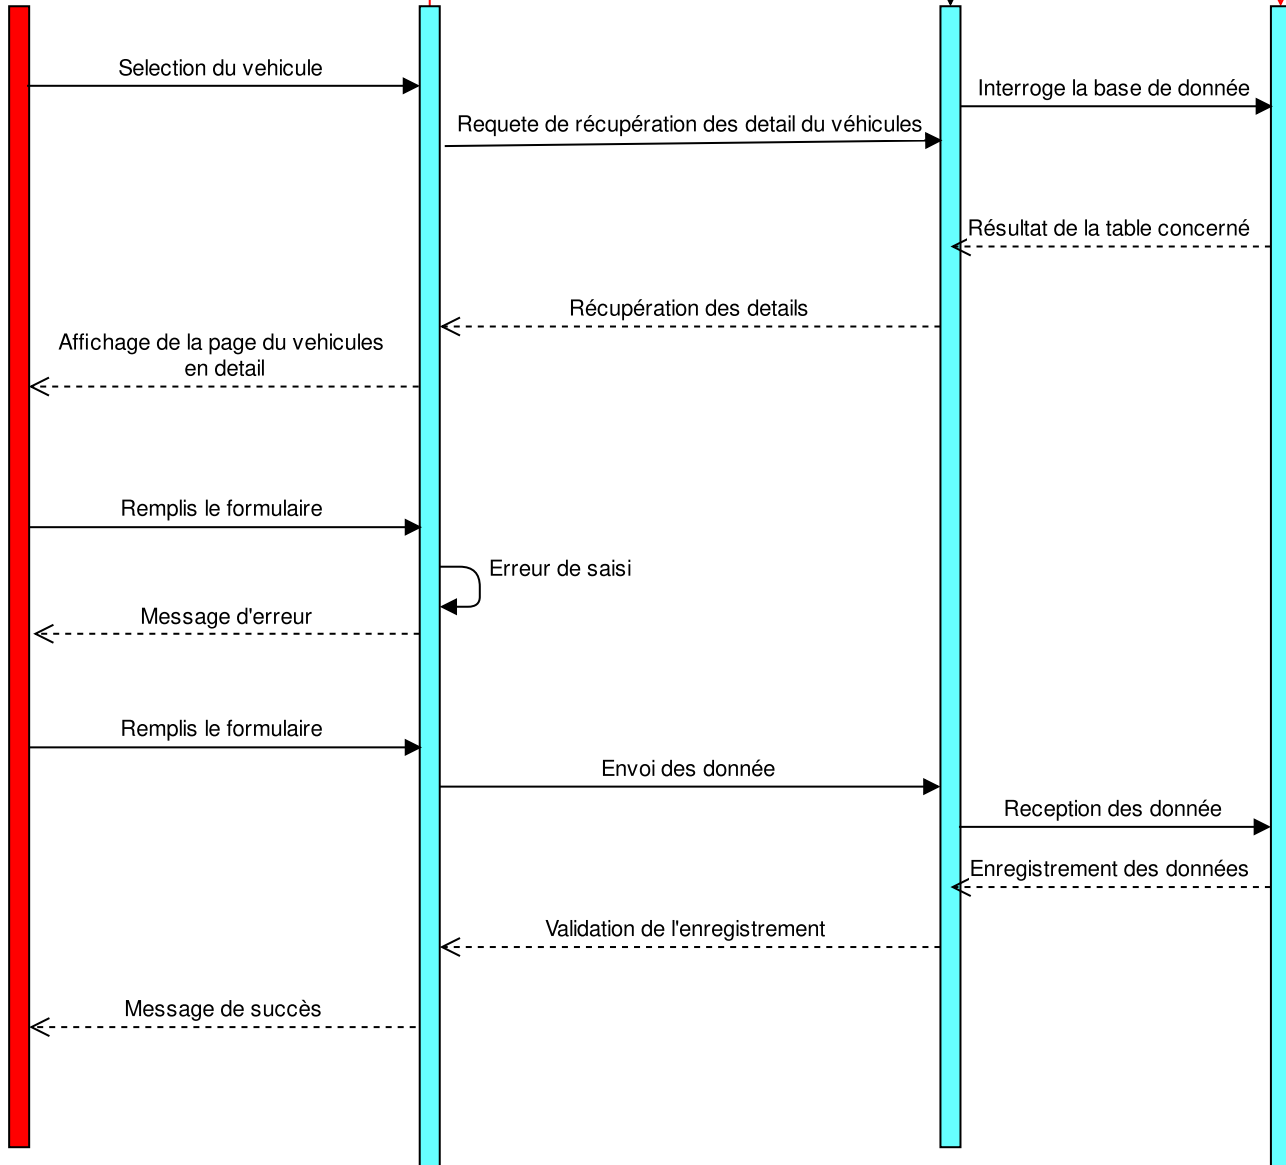 Selection du vehicule
Interroge la base de donnée
Requete de récupération des detail du véhicules
Résultat de la table concerné
Récupération des details
Affichage de la page du vehicules
en detail
Remplis le formulaire
Erreur de saisi
Message d'erreur
Remplis le formulaire
Envoi des donnée
Reception des donnée
Enregistrement des données
Validation de l'enregistrement
Message de succès